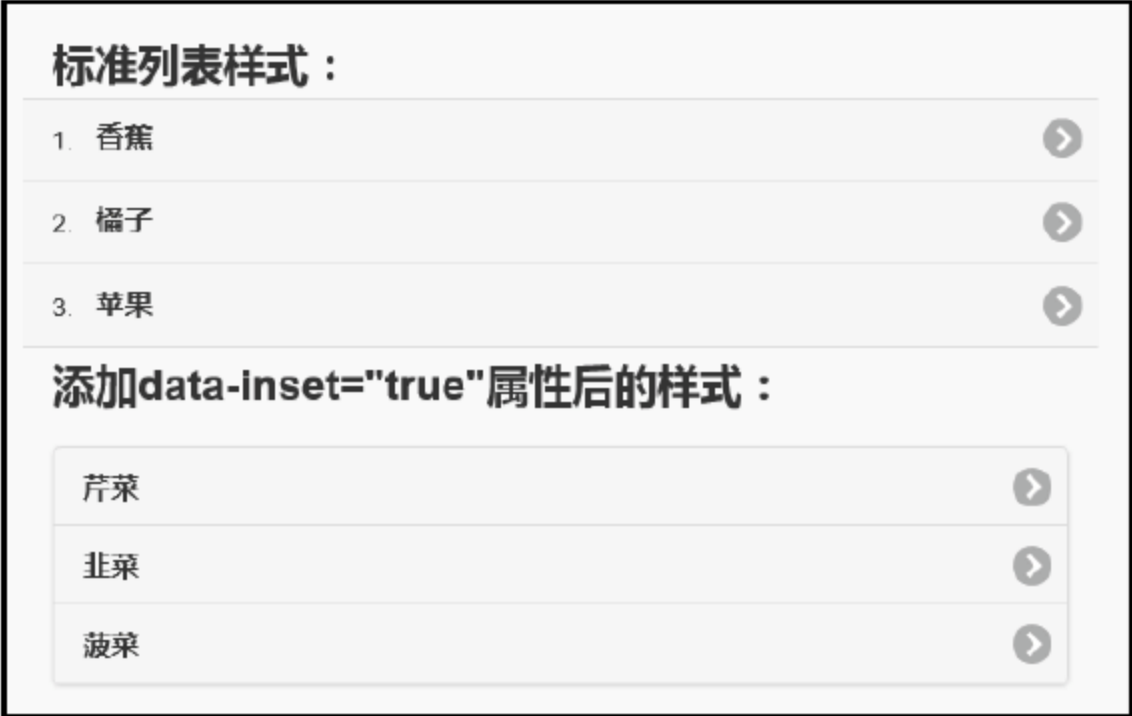 标准列表样式：
1. 香蕉
2. 橘子
3. 苹果
添加data-inset="true"属性后的样式：
芹菜
韭菜
菠菜